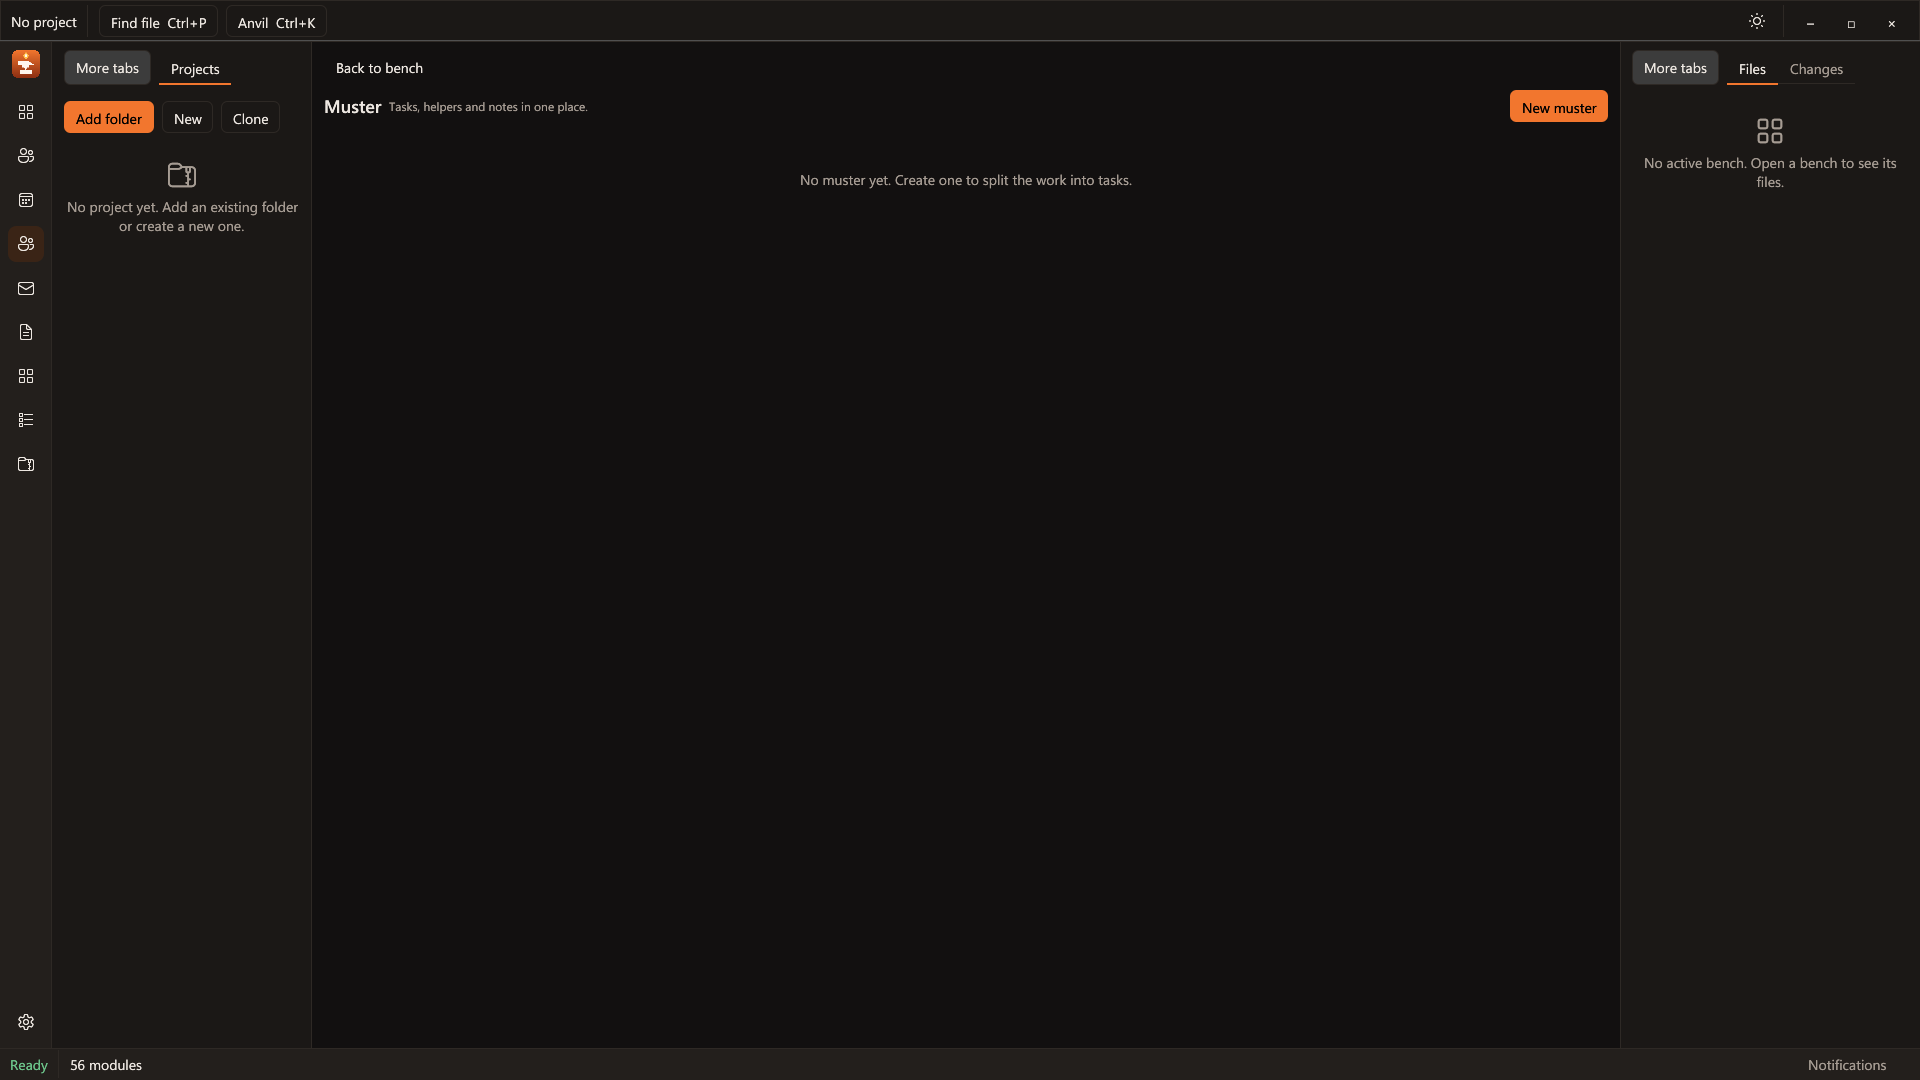 No project
Find file Ctrl+P
Anvil Ctrl+K
More tabs
Projects
Add folder
New
Clone
No project yet. Add an existing folder
or create a new one.
Back to bench
Muster Tasks, helpers and notes in one place.
New muster
No muster yet. Create one to split the work into tasks.
More tabs
Files
Changes
No active bench. Open a bench to see its
files.
Ready
56 modules
Notifications